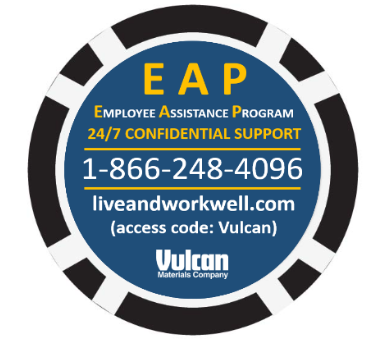 E A P
EMPLOYEE ASSISTANCE PROGRAM
24/7 CONFIDENTIAL SUPPORT
1-866-248-4096
liveandworkwell.com
(access code: Vulcan)
Vulcan
Materials Company